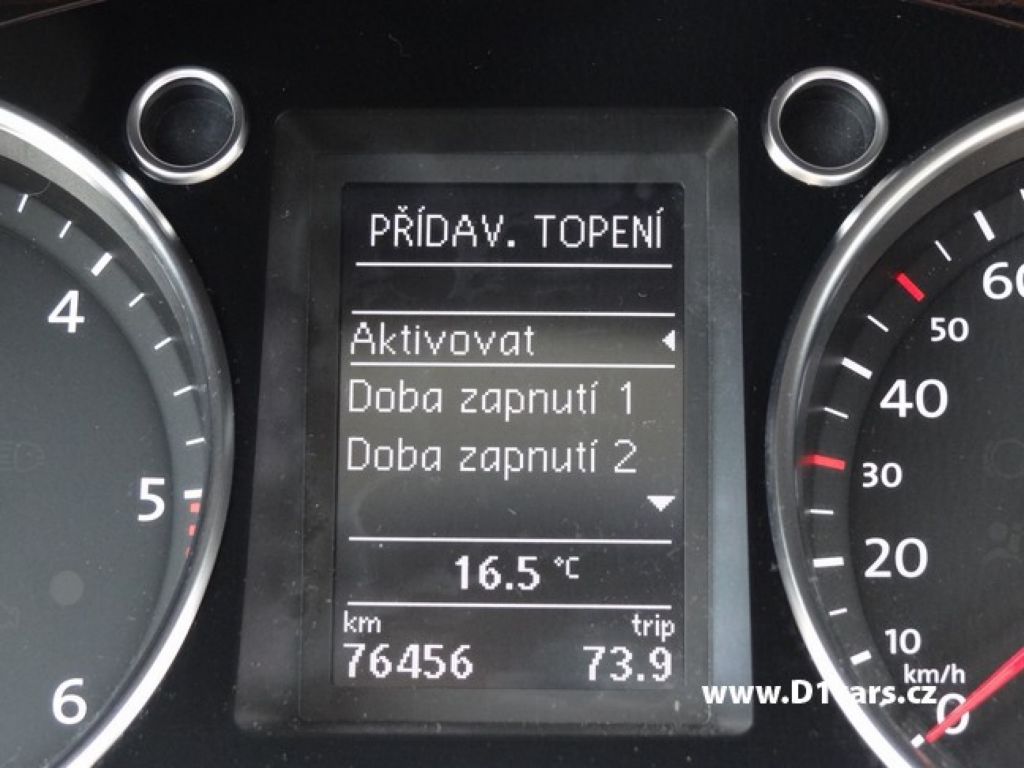 PŘÍDAV. TOPENÍ
Aktivovat
Doba zapnutí 1
Doba zapnutí 2
16.5 °C
km trip
76456 73.9
4
5
6
60
50
40
30
20
10
km/h
0
www.D1cars.cz